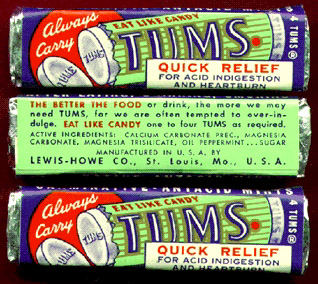 Always
Carry
TUMS
EAT LIKE CANDY
TUMS
4 TUMS®
QUICK RELIEF
FOR ACID INDIGESTION
AND HEARTBURN
THE BETTER THE FOOD or drink, the more we may
need TUMS, for we are often tempted to over-in-
dulge. EAT LIKE CANDY one to four TUMS as required.
ACTIVE INGREDIENTS: CALCIUM CARBONATE PREC., MAGNESIA
CARBONATE, MAGNESIA TRISILICATE, OIL PEPPERMINT...SUGAR
MANUFACTURED IN U. S. A. BY
LEWIS-HOWE CO., St. Louis, Mo., U. S. A.
Always
Carry
TUMS
EAT LIKE CANDY
TUMS
4 TUMS®
QUICK RELIEF
FOR ACID INDIGESTION
AND HEARTBURN